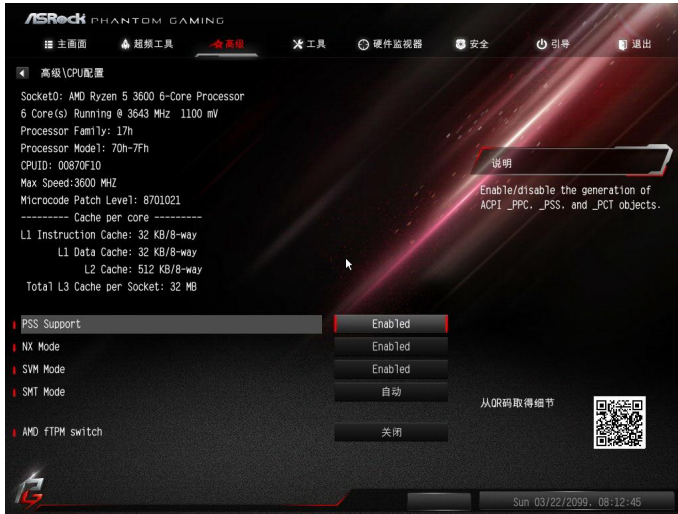 ASRock PHANTOM GAMING
主画面 超频工具 高级 工具 硬件监视器 安全 引导 退出
高级\CPU配置
Socket0: AMD Ryzen 5 3600 6-Core Processor
6 Core(s) Running @ 3643 MHz 1100 mV
Processor Family: 17h
Processor Model: 70h-7Fh
CPUID: 00870F10
Max Speed:3600 MHZ
Microcode Patch Level: 8701021
--------- Cache per core ---------
L1 Instruction Cache: 32 KB/8-way
L1 Data Cache: 32 KB/8-way
L2 Cache: 512 KB/8-way
Total L3 Cache per Socket: 32 MB
说明
Enable/disable the generation of
ACPI _PPC, _PSS, and _PCT objects.
PSS Support Enabled
NX Mode Enabled
SVM Mode Enabled
SMT Mode 自动
AMD fTPM switch 关闭
从QR码取得细节
Sun 03/22/2099. 08:12:45